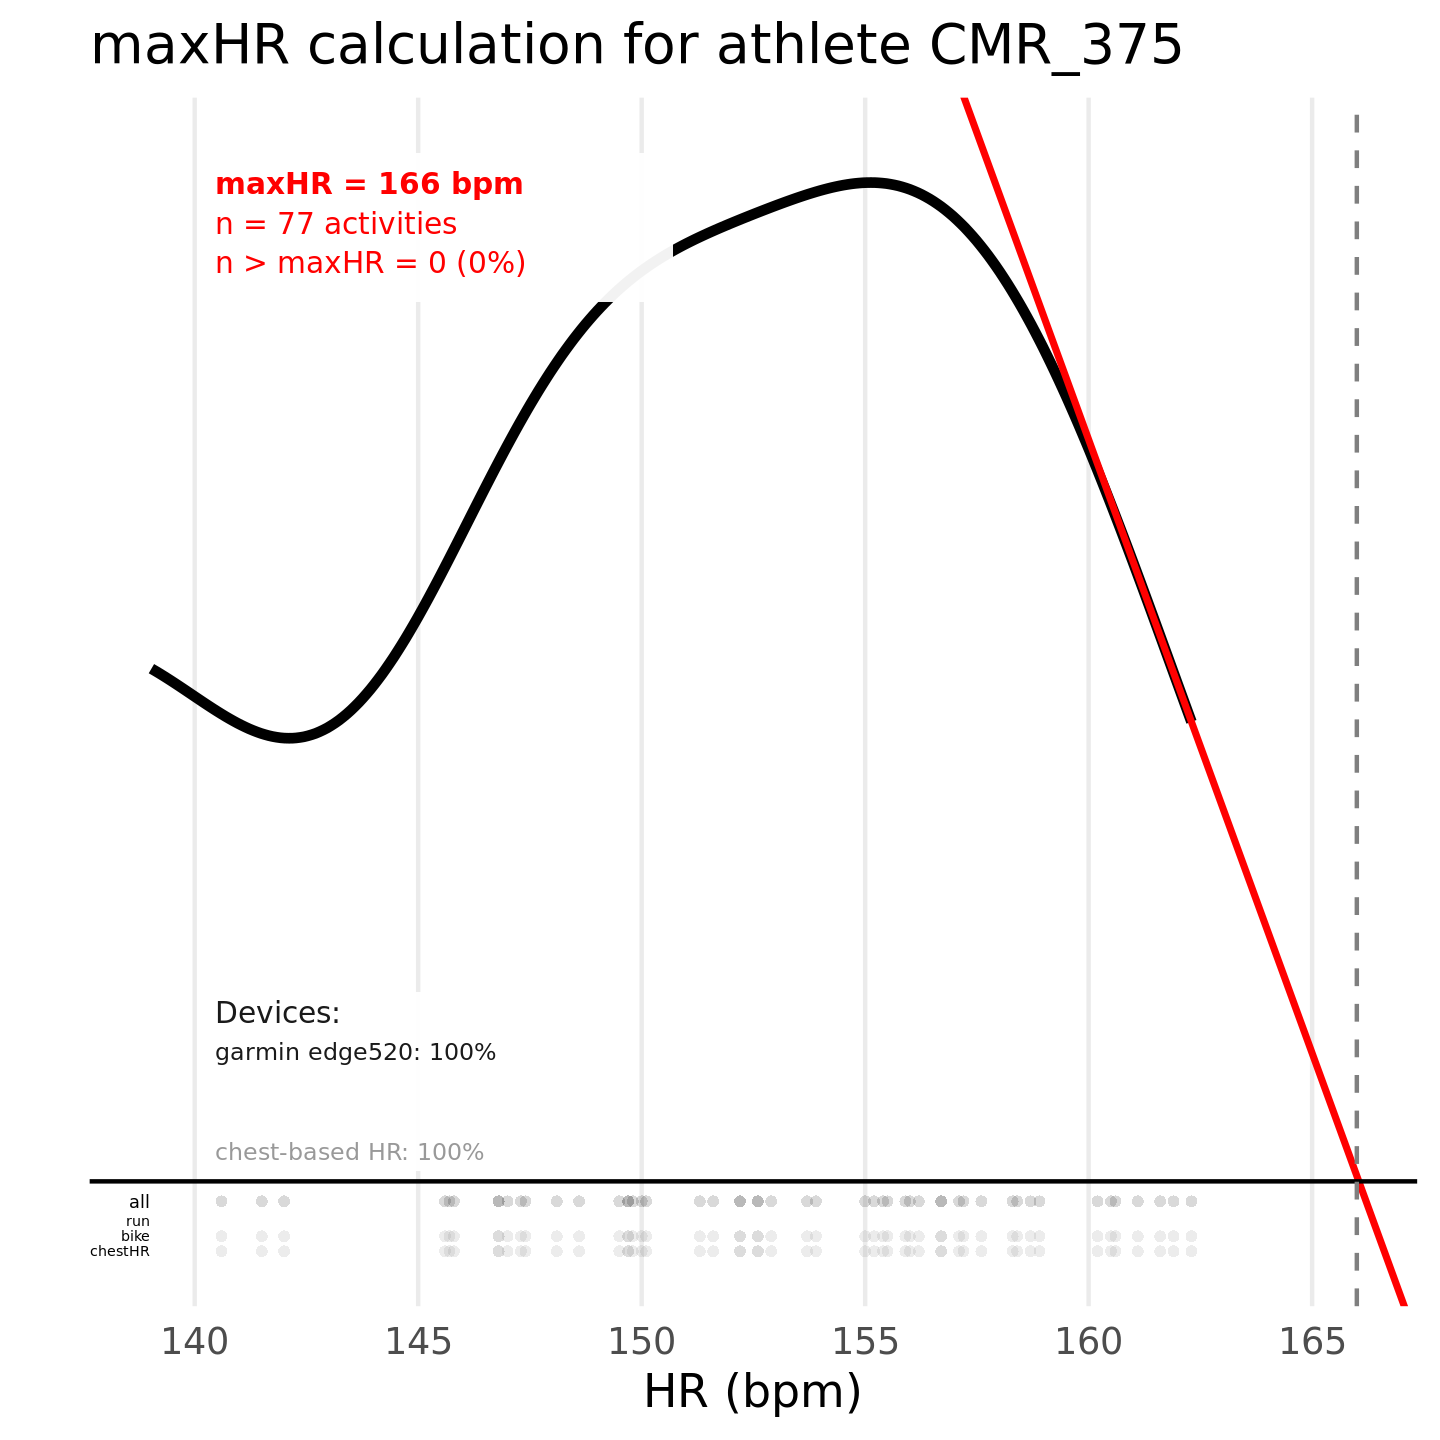 maxHR calculation for athlete CMR_375
maxHR = 166 bpm
n = 77 activities
n > maxHR = 0 (0%)
Devices:
garmin edge520: 100%
chest-based HR: 100%
all
run
bike
chestHR
140 145 150 155 160 165
HR (bpm)